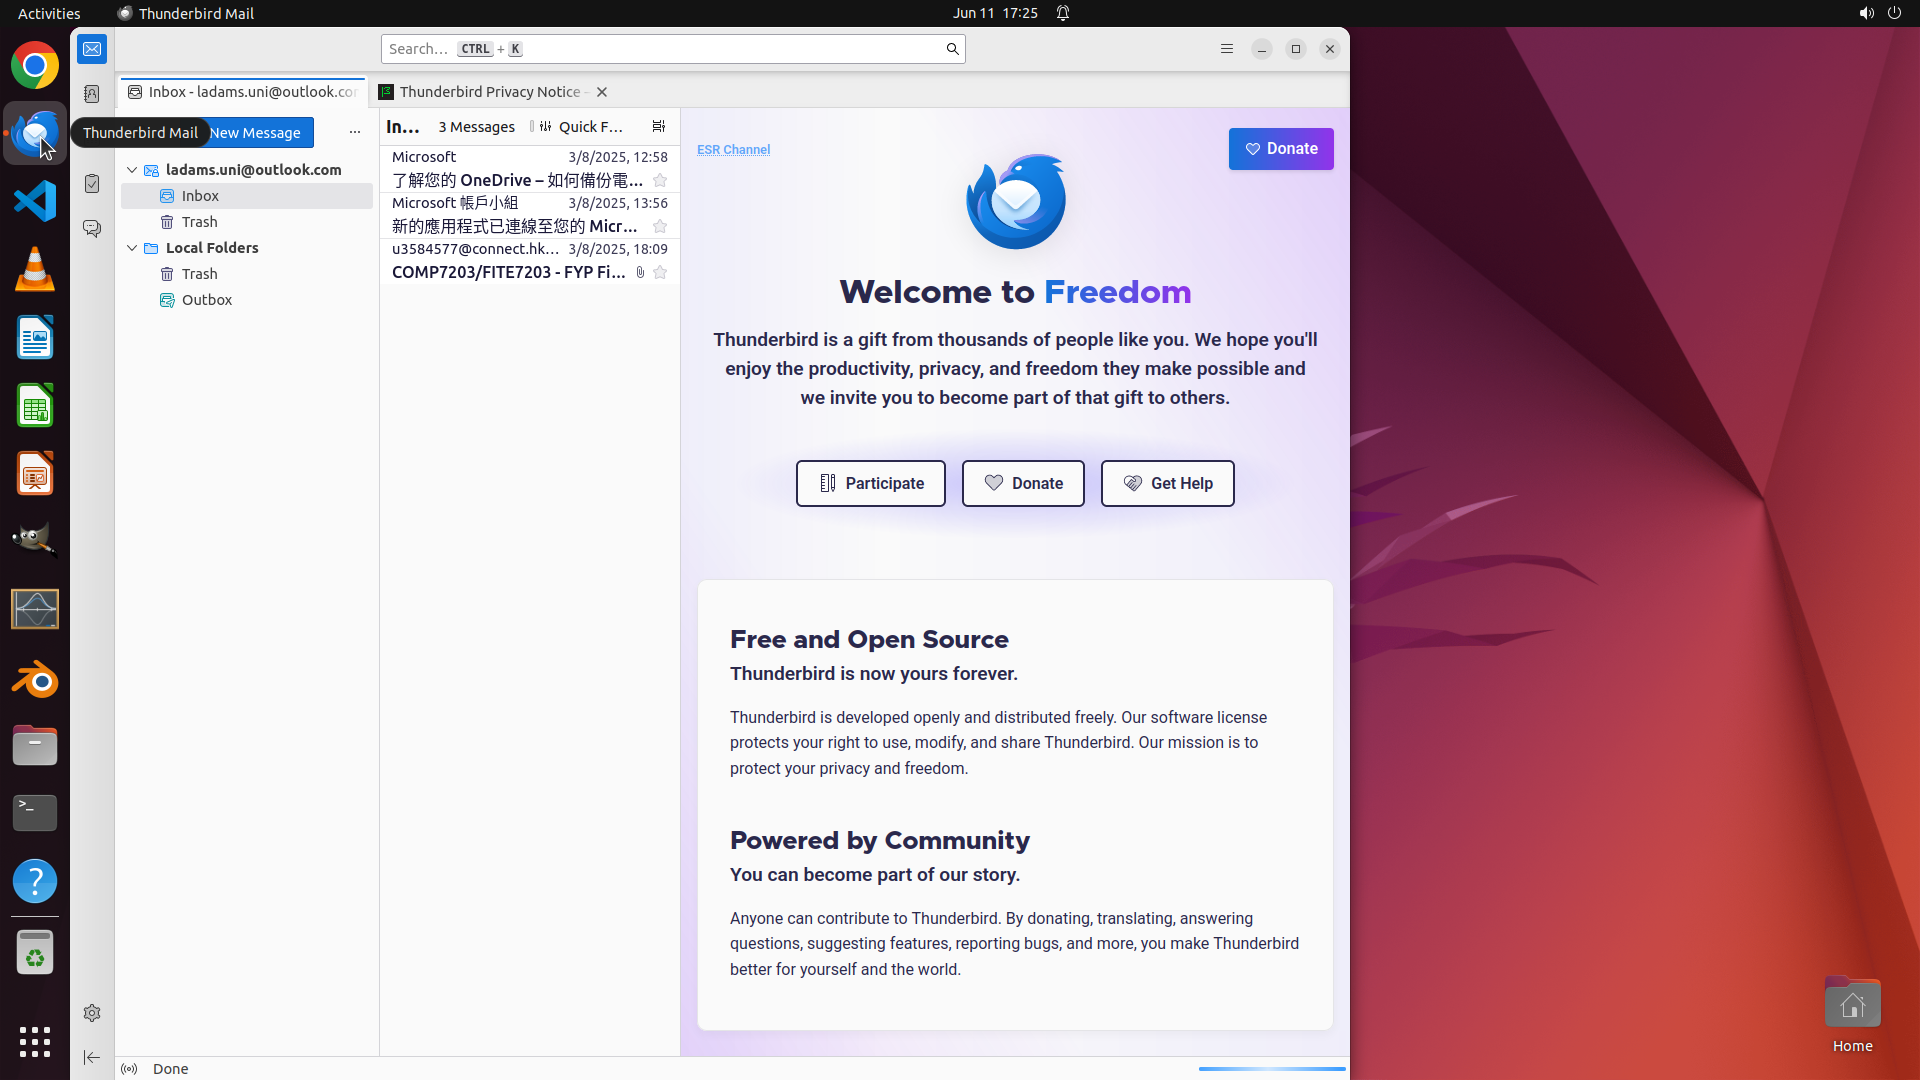 Activities
Thunderbird Mail
Jun 11 17:25
Search… CTRL + K
Inbox - ladams.uni@outlook.co
Thunderbird Privacy Notice -
Thunderbird Mail
New Message
In… 3 Messages Quick F…
ladams.uni@outlook.com
Inbox
Trash
Local Folders
Trash
Outbox
Microsoft 3/8/2025, 12:58
了解您的 OneDrive – 如何備份電…
Microsoft 帳戶小組 3/8/2025, 13:56
新的應用程式已連線至您的 Micr…
u3584577@connect.hk… 3/8/2025, 18:09
COMP7203/FITE7203 - FYP Fi…
ESR Channel
Donate
Welcome to Freedom
Thunderbird is a gift from thousands of people like you. We hope you'll
enjoy the productivity, privacy, and freedom they make possible and
we invite you to become part of that gift to others.
Participate
Donate
Get Help
Free and Open Source
Thunderbird is now yours forever.
Thunderbird is developed openly and distributed freely. Our software license
protects your right to use, modify, and share Thunderbird. Our mission is to
protect your privacy and freedom.
Powered by Community
You can become part of our story.
Anyone can contribute to Thunderbird. By donating, translating, answering
questions, suggesting features, reporting bugs, and more, you make Thunderbird
better for yourself and the world.
Done
Home